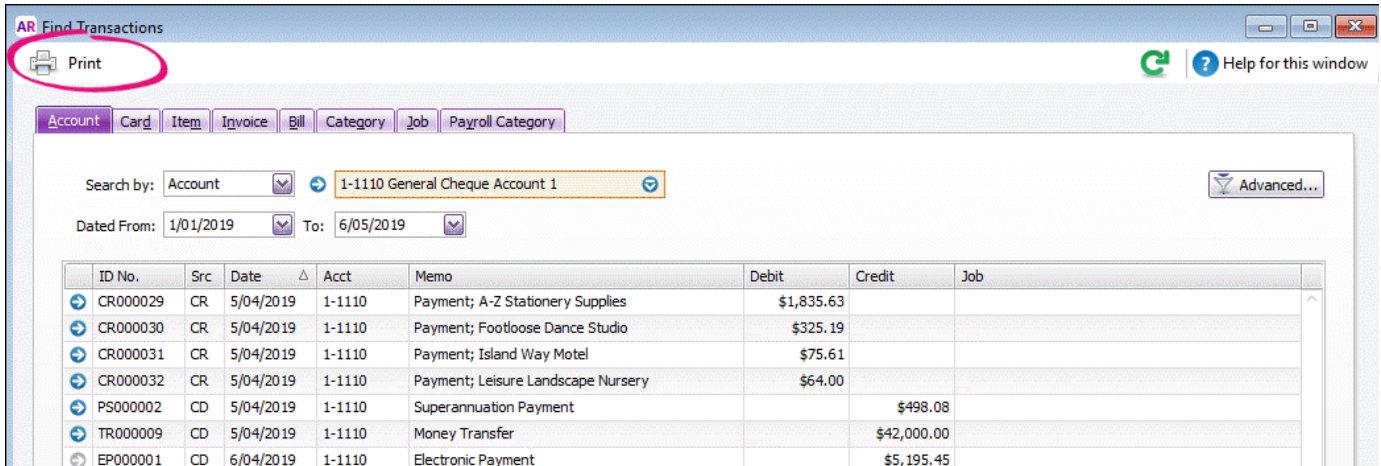 AR Find Transactions
Print Help for this window
Account Card Item Invoice Bill Category Job Payroll Category
Search by: Account 1-1110 General Cheque Account 1 Advanced...
Dated From: 1/01/2019 To: 6/05/2019
ID No. Src Date Acct Memo Debit Credit Job
CR000029 CR 5/04/2019 1-1110 Payment; A-Z Stationery Supplies $1,835.63
CR000030 CR 5/04/2019 1-1110 Payment; Footloose Dance Studio $325.19
CR000031 CR 5/04/2019 1-1110 Payment; Island Way Motel $75.61
CR000032 CR 5/04/2019 1-1110 Payment; Leisure Landscape Nursery $64.00
PS000002 CD 5/04/2019 1-1110 Superannuation Payment $498.08
TR000009 CD 5/04/2019 1-1110 Money Transfer $42,000.00
EP000001 CD 6/04/2019 1-1110 Electronic Payment $5,195.45